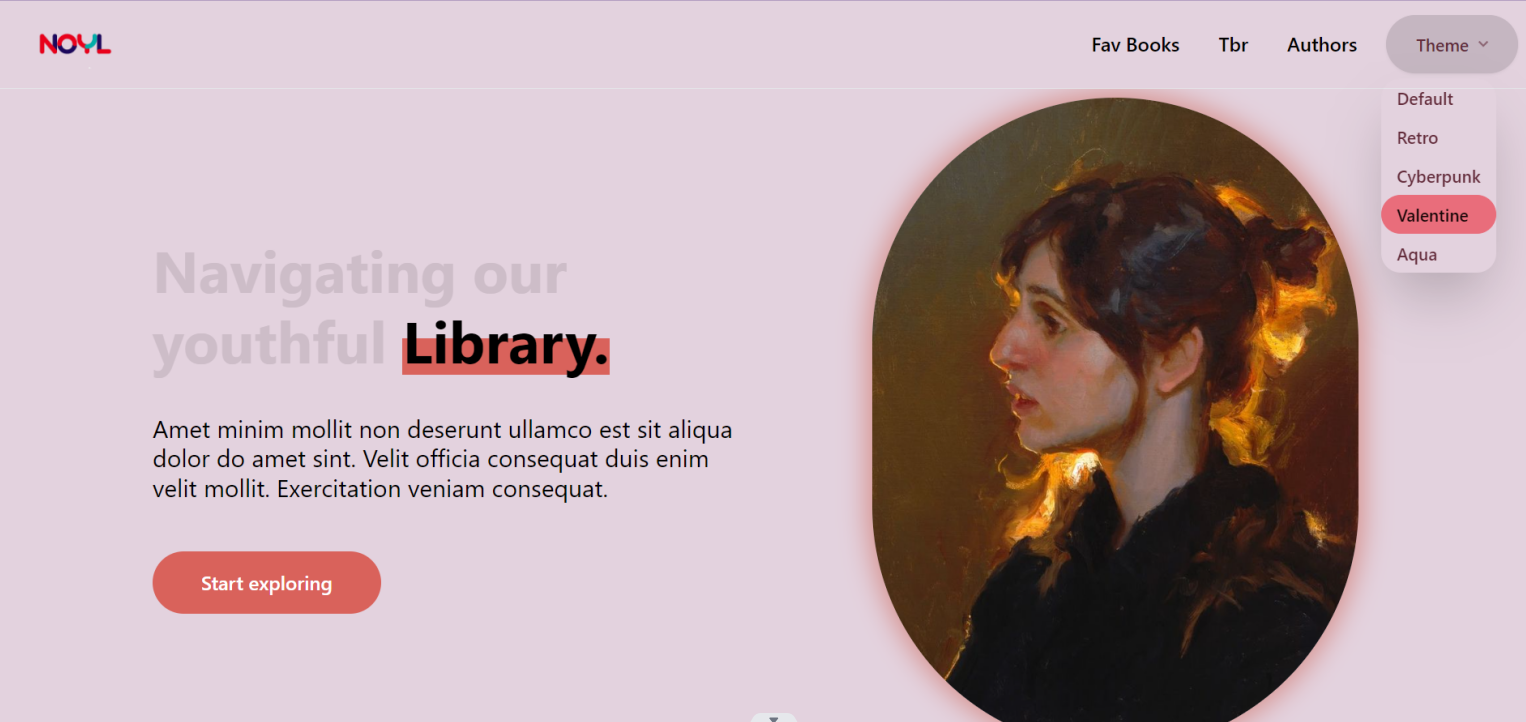 NOYL
Fav Books
Tbr
Authors
Theme
Default
Retro
Cyberpunk
Valentine
Aqua
Navigating our
youthful Library.
Amet minim mollit non deserunt ullamco est sit aliqua
dolor do amet sint. Velit officia consequat duis enim
velit mollit. Exercitation veniam consequat.
Start exploring